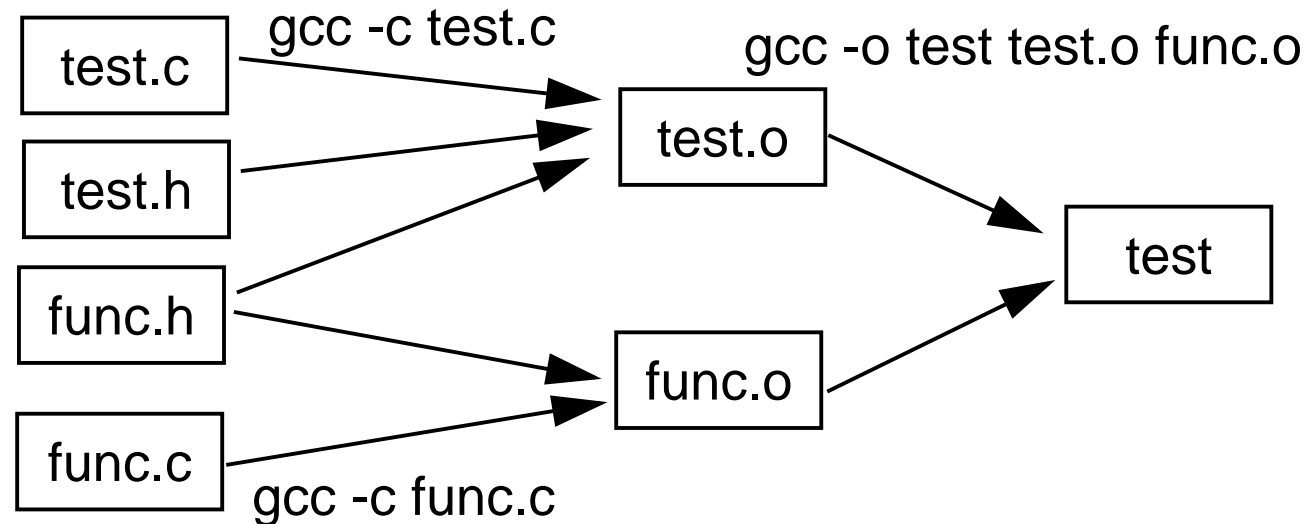 gcc -c test.c
gcc -o test test.o func.o
test.c
test.o
test.h
test
func.h
func.o
func.c
gcc -c func.c